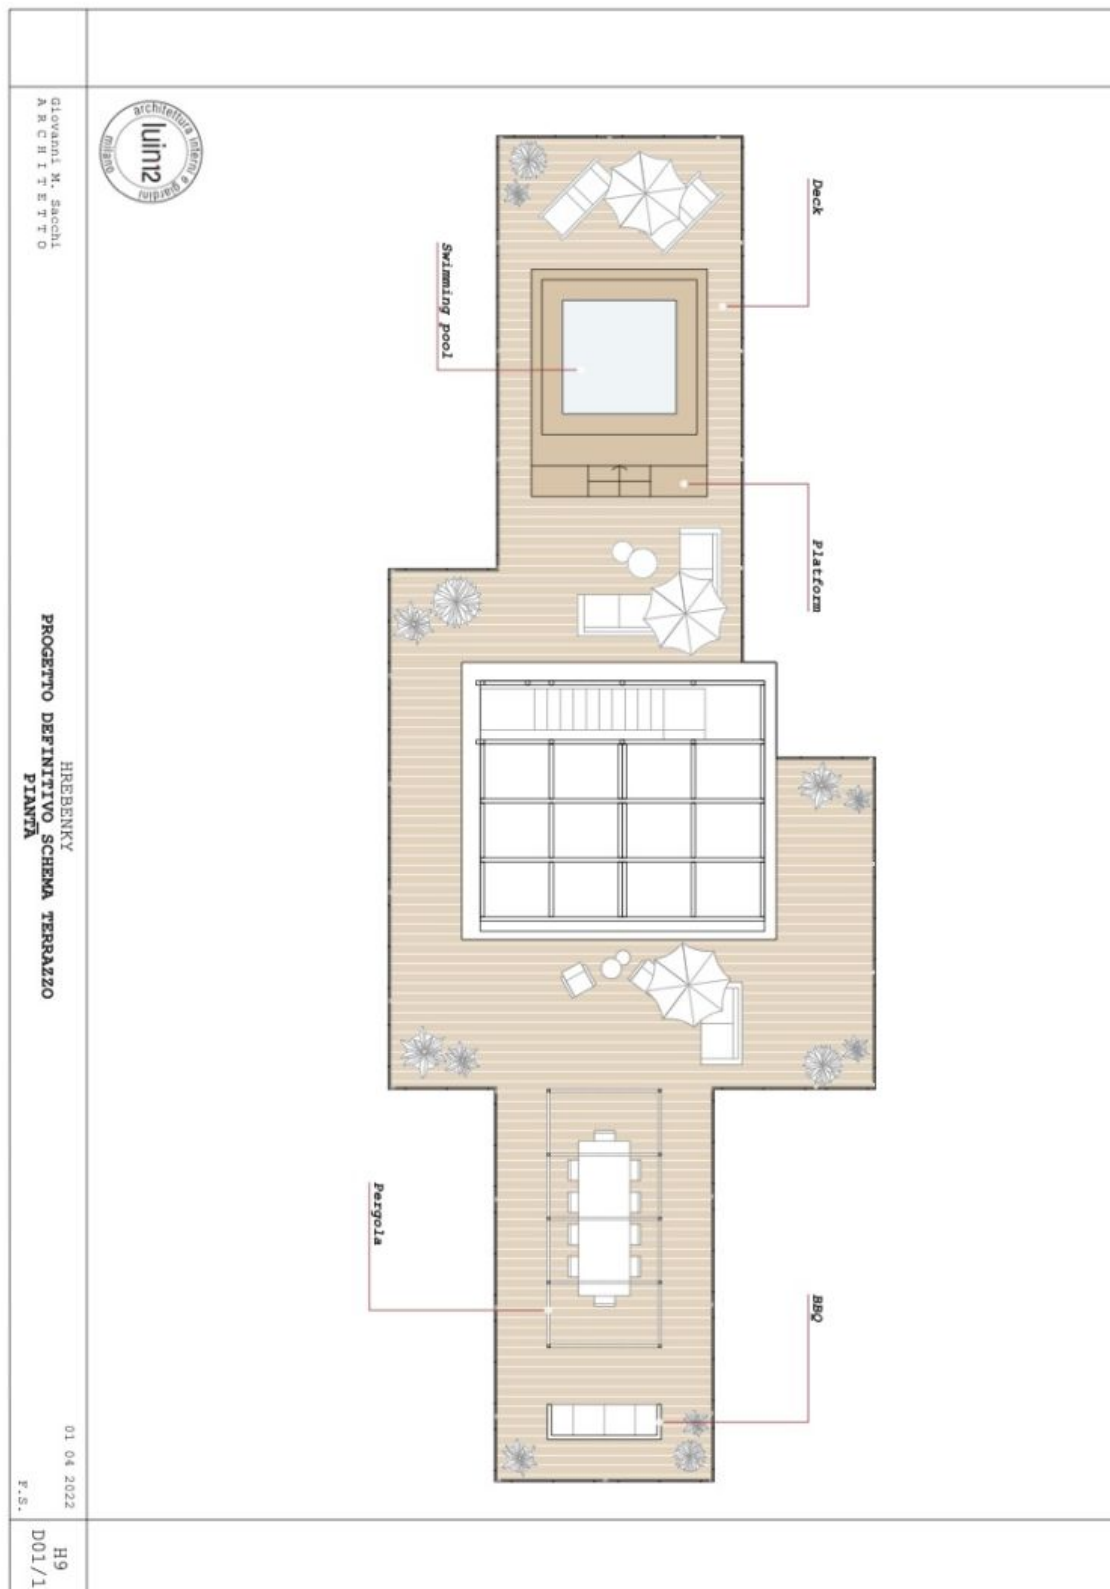 architettura interni e giardini
luin12
milano
Giovanni M. Sacchi
ARCHITETTO
Deck
Swimming pool
Platform
Pergola
BBQ
HREBENKY
PROGETTO DEFINITIVO SCHEMA TERRAZZO
PIANTA
01 04 2022
F.S.
H9
D01/1